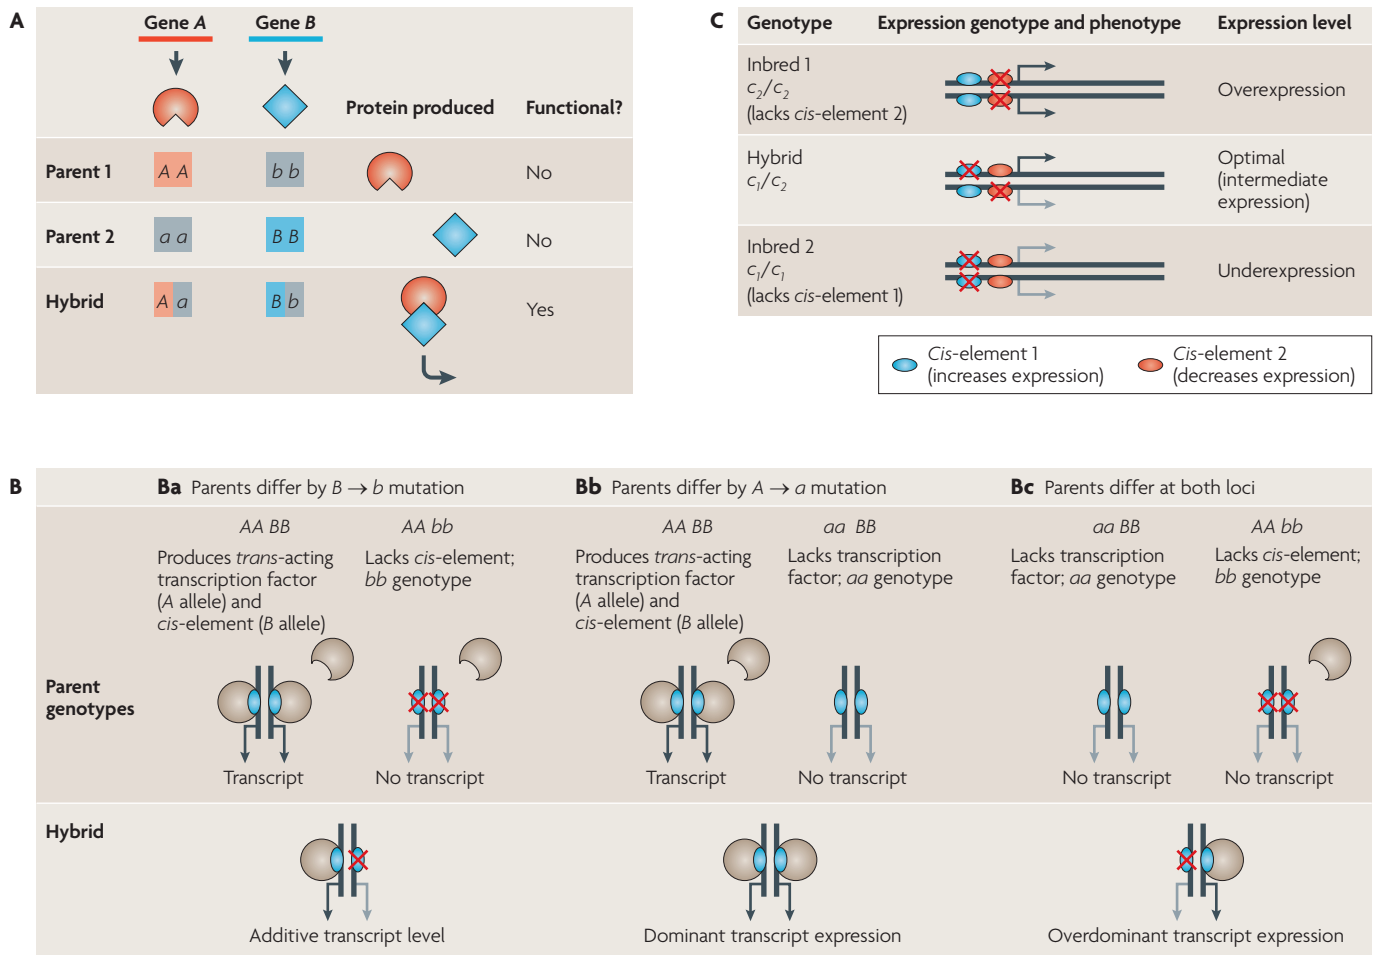 A
Gene A
Gene B
Protein produced
Functional?
Parent 1
A A
b b
No
Parent 2
a a
B B
No
Hybrid
A a
B b
Yes
C
Genotype
Expression genotype and phenotype
Expression level
Inbred 1
c2/c2
(lacks cis-element 2)
Overexpression
Hybrid
c1/c2
Optimal
(intermediate
expression)
Inbred 2
c1/c1
(lacks cis-element 1)
Underexpression
Cis-element 1
(increases expression)
Cis-element 2
(decreases expression)
B
Ba Parents differ by B → b mutation
Bb Parents differ by A → a mutation
Bc Parents differ at both loci
Parent
genotypes
AA BB
Produces trans-acting
transcription factor
(A allele) and
cis-element (B allele)
Transcript
AA bb
Lacks cis-element;
bb genotype
No transcript
AA BB
Produces trans-acting
transcription factor
(A allele) and
cis-element (B allele)
Transcript
aa BB
Lacks transcription
factor; aa genotype
No transcript
aa BB
Lacks transcription
factor; aa genotype
No transcript
AA bb
Lacks cis-element;
bb genotype
No transcript
Hybrid
Additive transcript level
Dominant transcript expression
Overdominant transcript expression